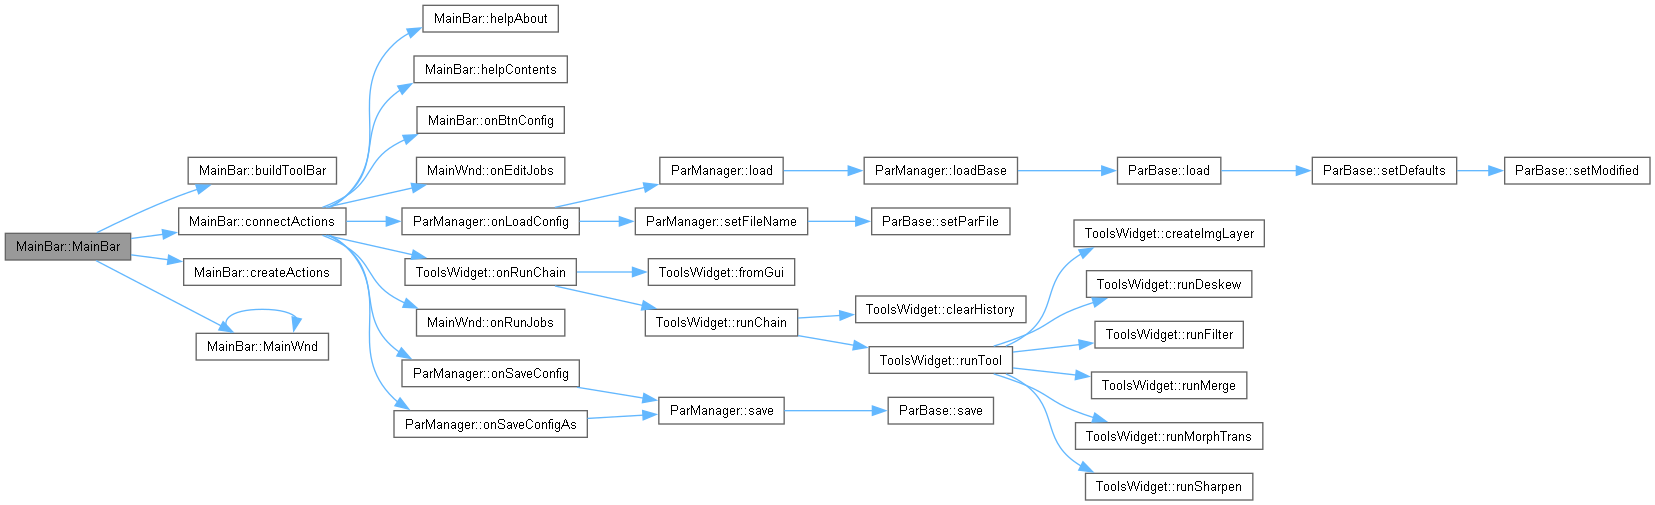 MainBar::MainBar
MainBar::buildToolBar
MainBar::connectActions
MainBar::createActions
MainBar::MainWnd
MainBar::helpAbout
MainBar::helpContents
MainBar::onBtnConfig
MainWnd::onEditJobs
ParManager::onLoadConfig
ToolsWidget::onRunChain
MainWnd::onRunJobs
ParManager::onSaveConfig
ParManager::onSaveConfigAs
ParManager::load
ParManager::setFileName
ToolsWidget::fromGui
ToolsWidget::runChain
ParManager::save
ParManager::loadBase
ParBase::setParFile
ToolsWidget::clearHistory
ToolsWidget::runTool
ParBase::save
ParBase::load
ToolsWidget::createImgLayer
ToolsWidget::runDeskew
ToolsWidget::runFilter
ToolsWidget::runMerge
ToolsWidget::runMorphTrans
ToolsWidget::runSharpen
ParBase::setDefaults
ParBase::setModified